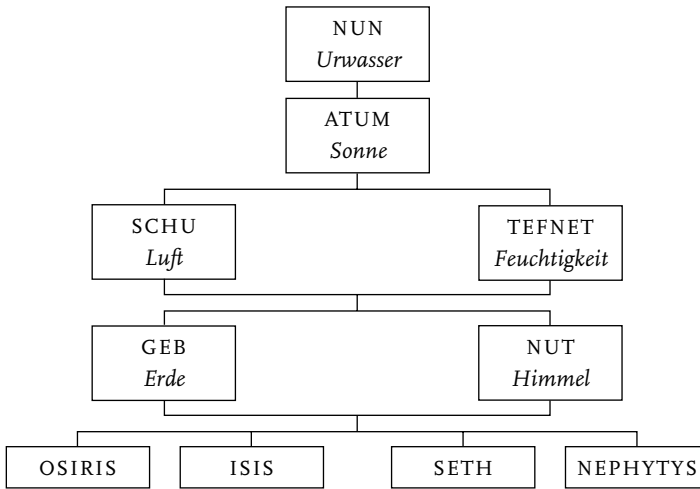 NUN
Urwasser
ATUM
Sonne
SCHU
Luft
TEFNET
Feuchtigkeit
GEB
Erde
NUT
Himmel
OSIRIS
ISIS
SETH
NEPHYTYS